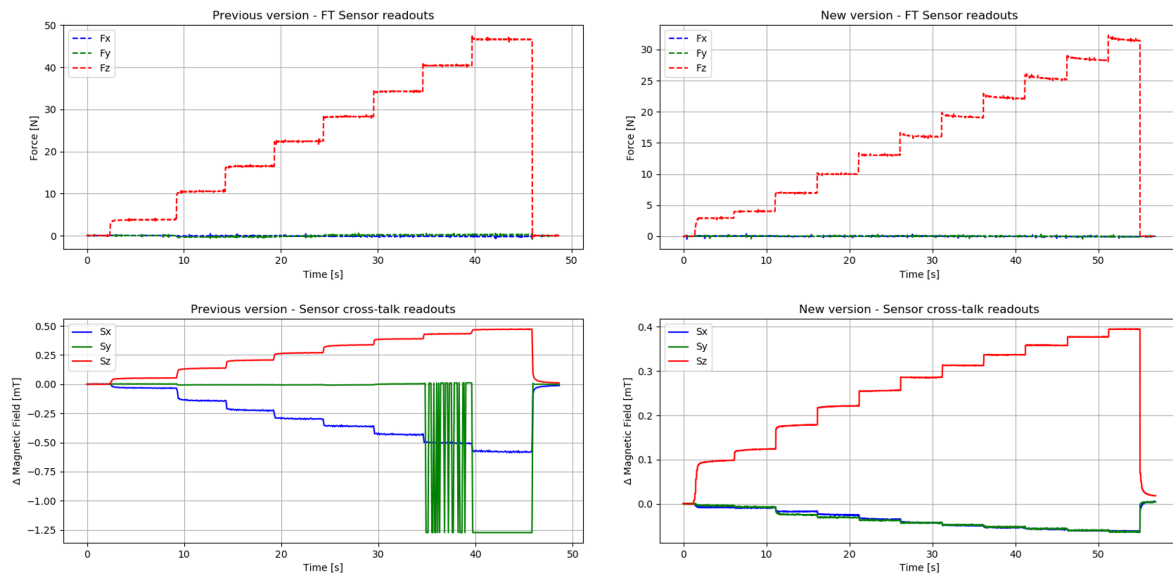 Previous version - FT Sensor readouts
50
40
30
20
10
0
Force [N]
Fx
Fy
Fz
0 10 20 30 40 50
Time [s]
New version - FT Sensor readouts
30
25
20
15
10
5
0
Force [N]
Fx
Fy
Fz
0 10 20 30 40 50
Time [s]
Previous version - Sensor cross-talk readouts
0.50
0.25
0.00
−0.25
−0.50
−0.75
−1.00
−1.25
Δ Magnetic Field [mT]
Sx
Sy
Sz
0 10 20 30 40 50
Time [s]
New version - Sensor cross-talk readouts
0.4
0.3
0.2
0.1
0.0
Δ Magnetic Field [mT]
Sx
Sy
Sz
0 10 20 30 40 50
Time [s]